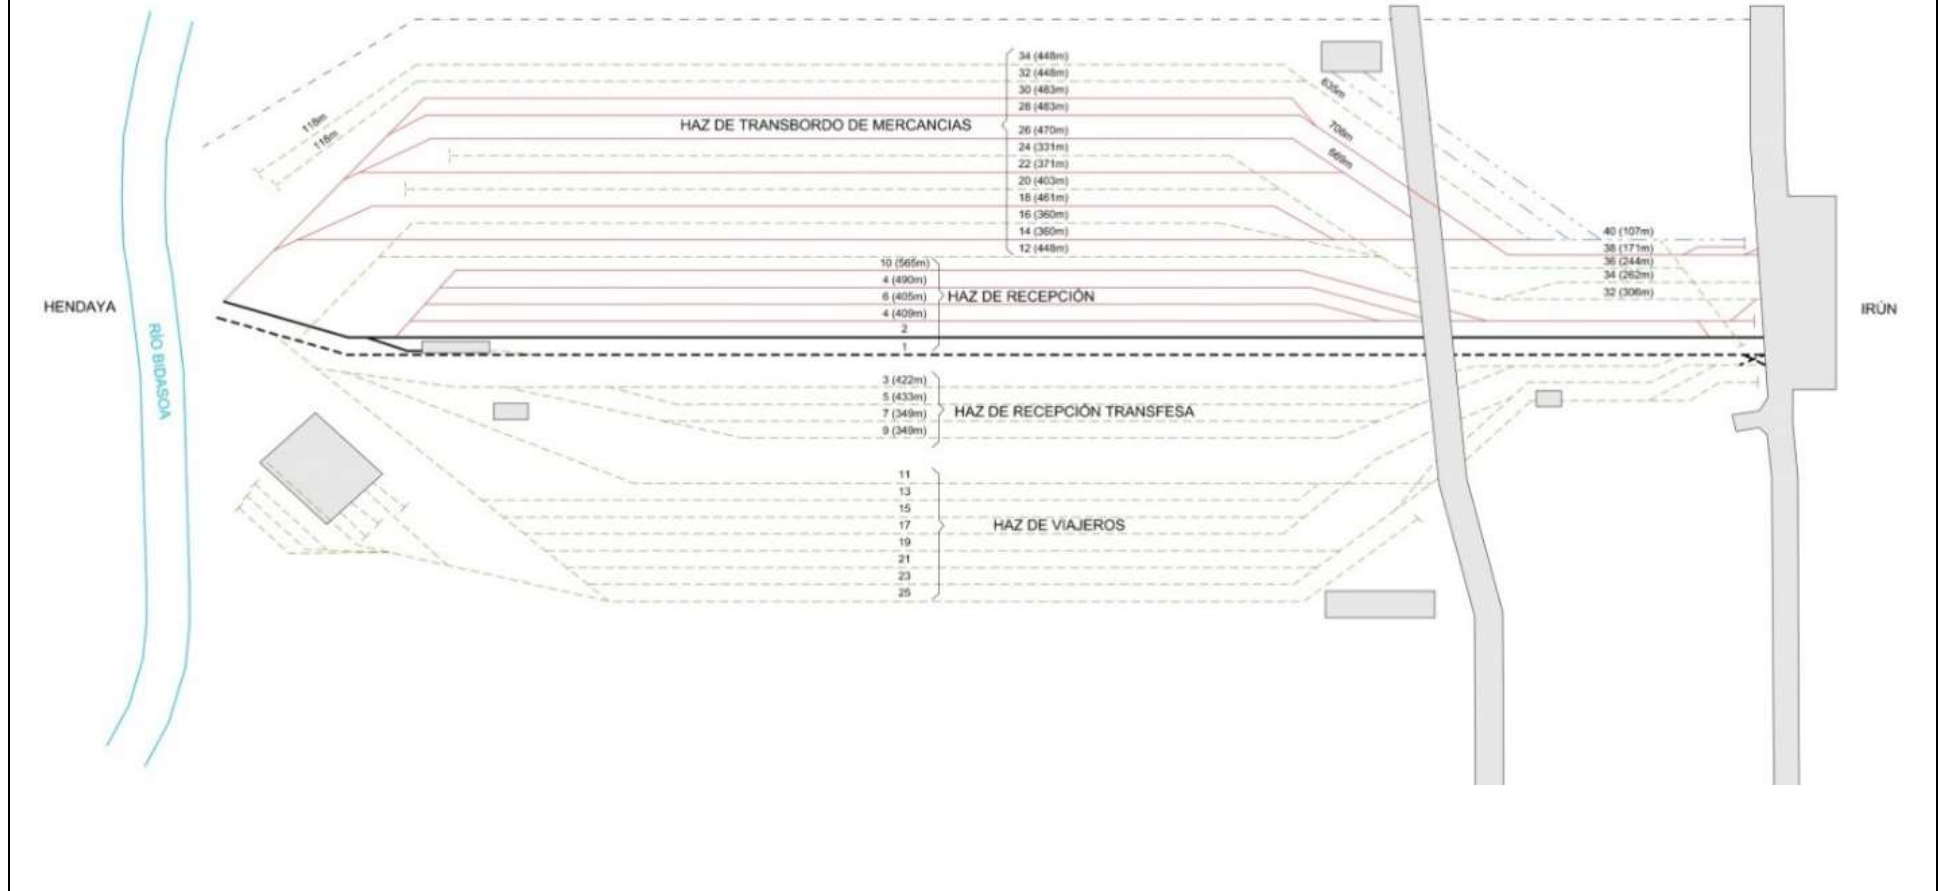 34 (448m)
32 (448m)
30 (483m)
28 (483m)
HAZ DE TRANSBORDO DE MERCANCIAS
26 (470m)
24 (331m)
22 (371m)
20 (403m)
18 (461m)
16 (360m)
14 (360m)
12 (448m)
118m
118m
635m
708m
669m
40 (107m)
38 (171m)
36 (244m)
34 (262m)
32 (306m)
10 (565m)
4 (490m)
6 (405m)
4 (409m)
2
1
HAZ DE RECEPCIÓN
HENDAYA
RÍO BIDASOA
IRÚN
3 (422m)
5 (433m)
7 (349m)
9 (349m)
HAZ DE RECEPCIÓN TRANSFESA
11
13
15
17
19
21
23
25
HAZ DE VIAJEROS